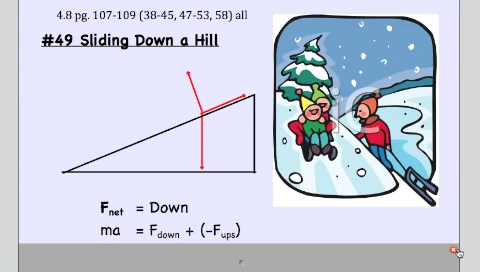 4.8 pg. 107-109 (38-45, 47-53, 58) all
#49 Sliding Down a Hill
Fnet = Down
ma = Fdown + (-Fups)